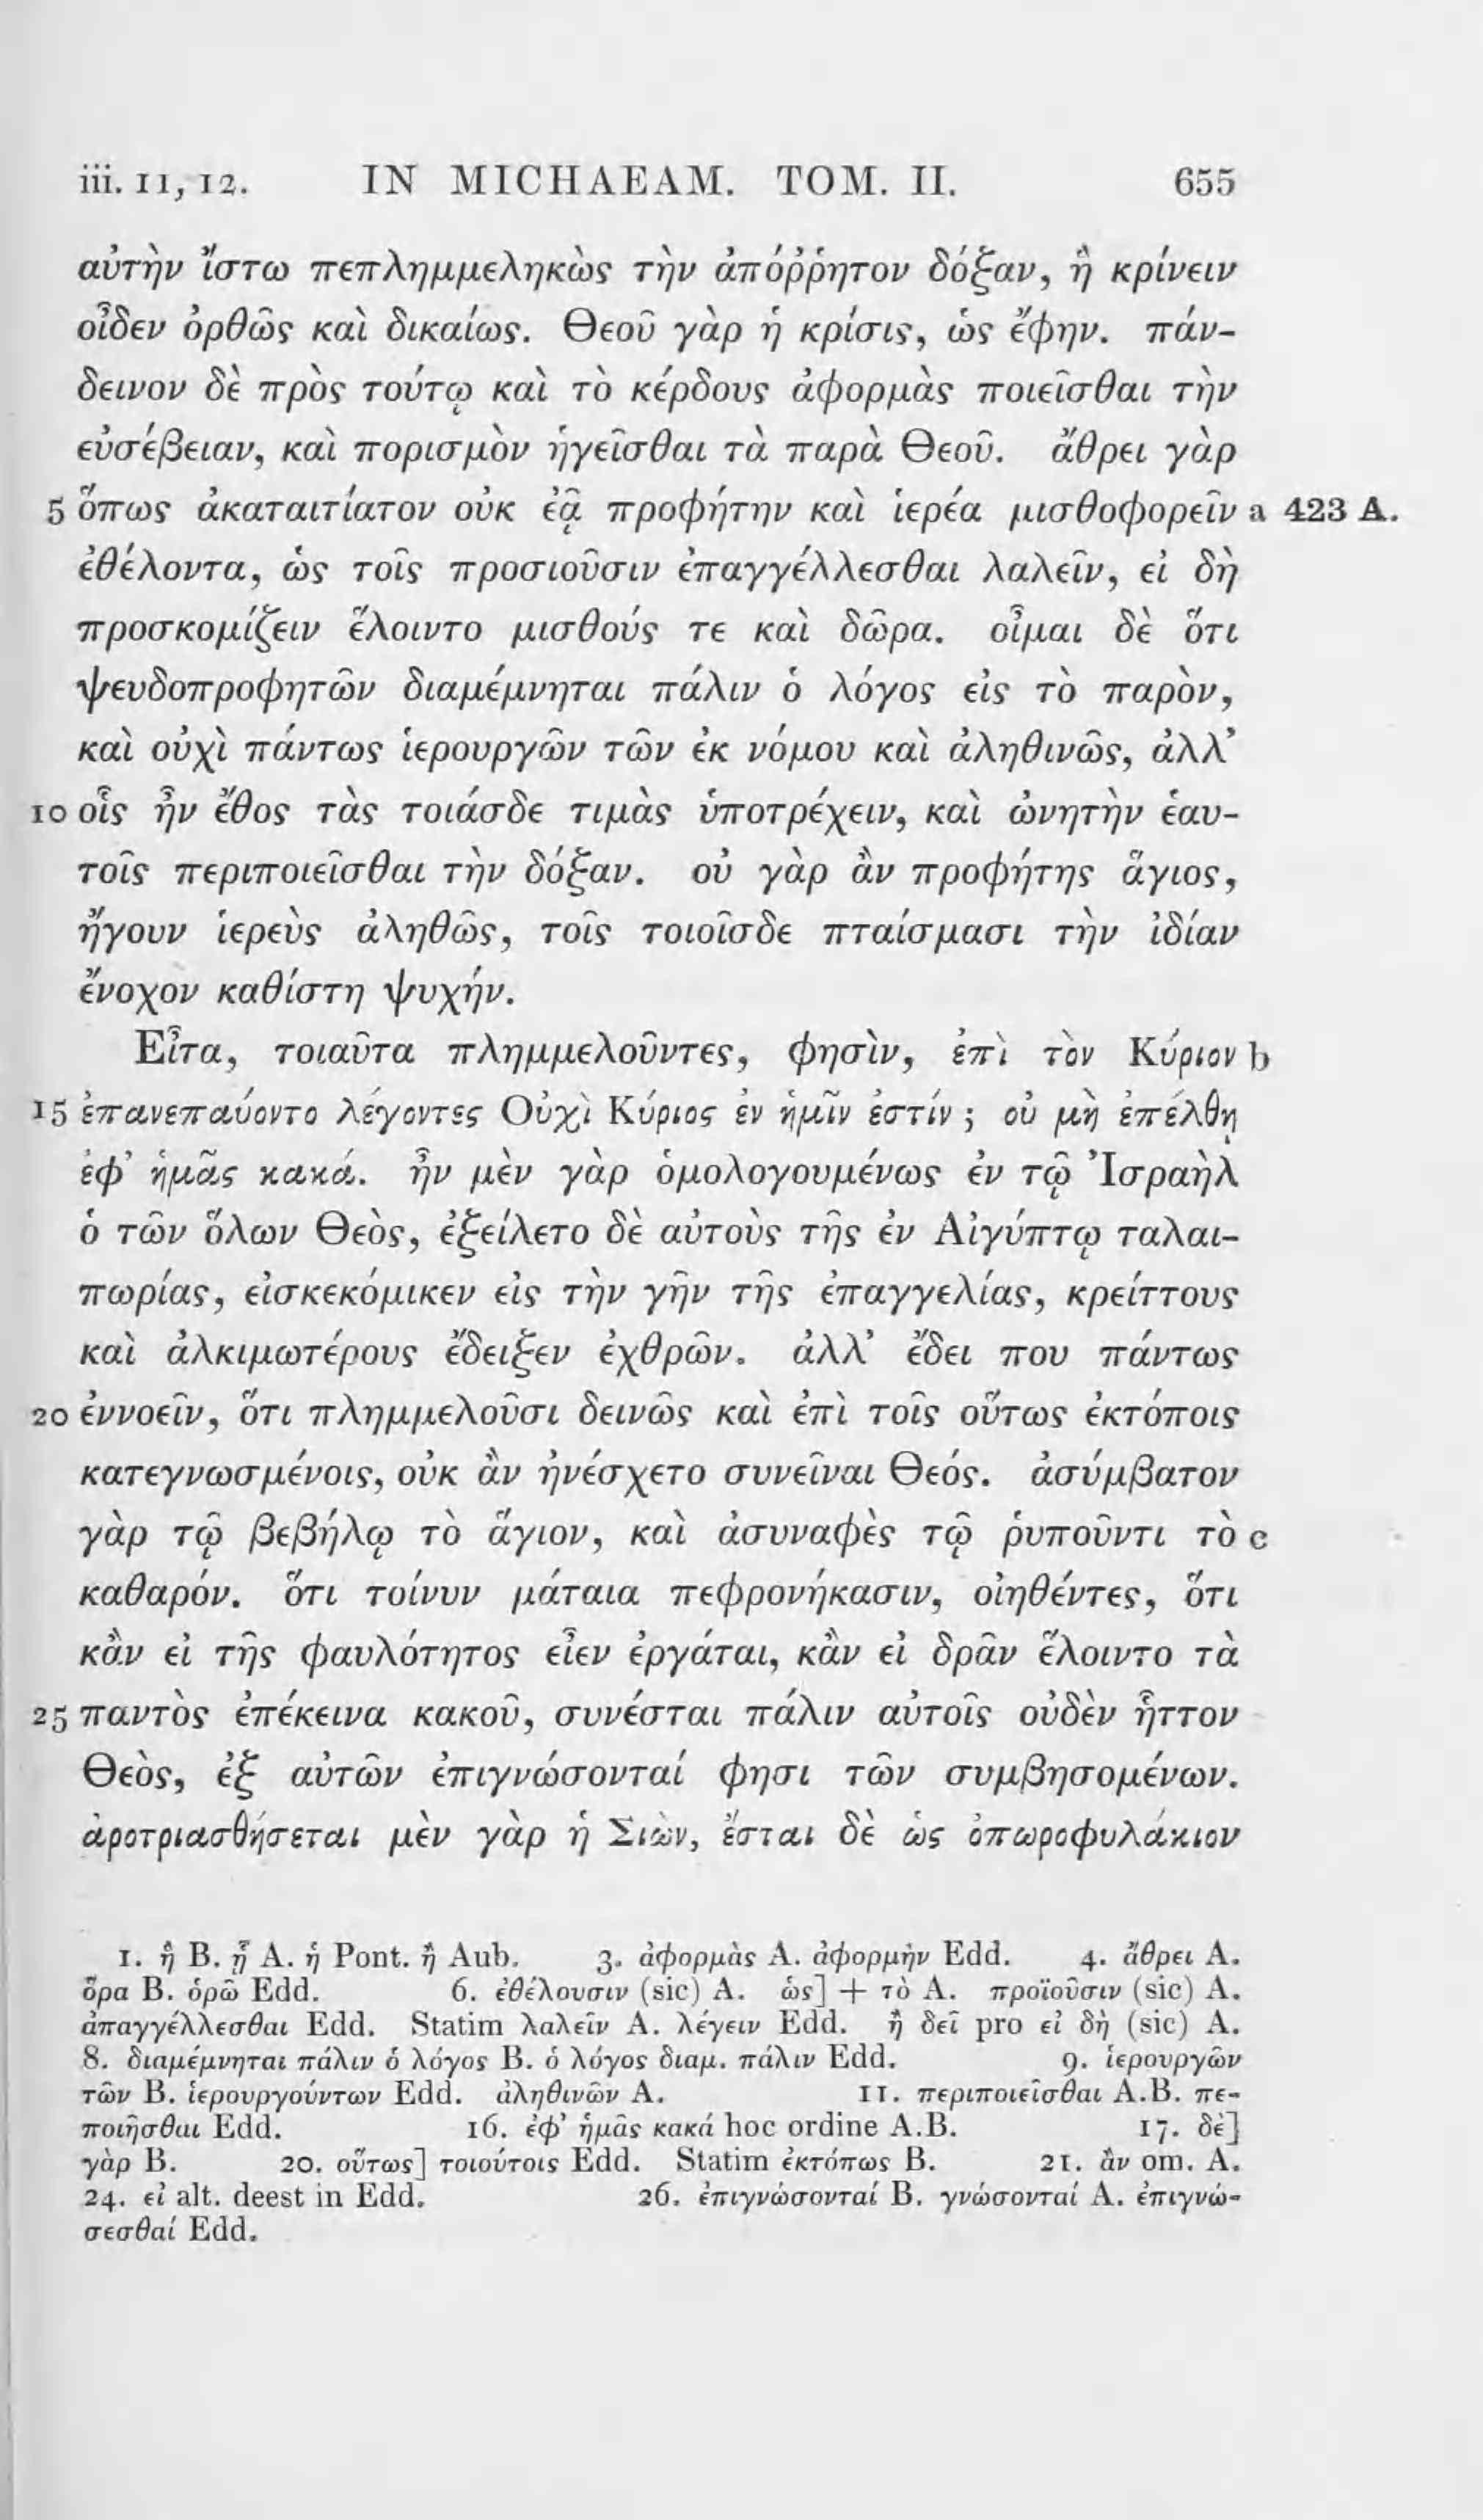 iii. 11, 12. IN MICHAEAM. TOM. II. 655
αὐτὴν ἴστω πεπλημμεληκὼς τὴν ἀπόῤῥητον δόξαν, ἣ κρίνειν
οἶδεν ὀρθῶς καὶ δικαίως. Θεοῦ γὰρ ἡ κρίσις, ὡς ἔφην. πάν-
δεινον δὲ πρὸς τούτῳ καὶ τὸ κέρδους ἀφορμὰς ποιεῖσθαι τὴν
εὐσέβειαν, καὶ πορισμὸν ἡγεῖσθαι τὰ παρὰ Θεοῦ. ἄθρει γὰρ
5 ὅπως ἀκαταιτίατον οὐκ ἐᾷ προφήτην καὶ ἱερέα μισθοφορεῖν a 423 A.
ἐθέλοντα, ὡς τοῖς προσιοῦσιν ἐπαγγέλλεσθαι λαλεῖν, εἰ δὴ
προσκομίζειν ἕλοιντο μισθούς τε καὶ δῶρα. οἶμαι δὲ ὅτι
ψευδοπροφητῶν διαμέμνηται πάλιν ὁ λόγος εἰς τὸ παρὸν,
καὶ οὐχὶ πάντως ἱερουργῶν τῶν ἐκ νόμου καὶ ἀληθινῶς, ἀλλ’
10 οἷς ἦν ἔθος τὰς τοιάσδε τιμὰς ὑποτρέχειν, καὶ ὠνητὴν ἑαυ-
τοῖς περιποιεῖσθαι τὴν δόξαν. οὐ γὰρ ἂν προφήτης ἅγιος,
ἤγουν ἱερεὺς ἀληθῶς, τοῖς τοιοῖσδε πταίσμασι τὴν ἰδίαν
ἔνοχον καθίστη ψυχήν.
Εἶτα, τοιαῦτα πλημμελοῦντες, φησὶν, ἐπὶ τὸν Κύριον b
15 ἐπανεπαύοντο λέγοντες Οὐχὶ Κύριος ἐν ἡμῖν ἐστίν ; οὐ μὴ ἐπέλθῃ
ἐφ’ ἡμᾶς κακά. ἦν μὲν γὰρ ὁμολογουμένως ἐν τῷ Ἰσραὴλ
ὁ τῶν ὅλων Θεὸς, ἐξείλετο δὲ αὐτοὺς τῆς ἐν Αἰγύπτῳ ταλαι-
πωρίας, εἰσκεκόμικεν εἰς τὴν γῆν τῆς ἐπαγγελίας, κρείττους
καὶ ἀλκιμωτέρους ἔδειξεν ἐχθρῶν. ἀλλ’ ἔδει που πάντως
20 ἐννοεῖν, ὅτι πλημμελοῦσι δεινῶς καὶ ἐπὶ τοῖς οὕτως ἐκτόποις
κατεγνωσμένοις, οὐκ ἂν ἠνέσχετο συνεῖναι Θεός. ἀσύμβατον
γὰρ τῷ βεβήλῳ τὸ ἅγιον, καὶ ἀσυναφὲς τῷ ῥυποῦντι τὸ c
καθαρόν. ὅτι τοίνυν μάταια πεφρονήκασιν, οἰηθέντες, ὅτι
κἂν εἰ τῆς φαυλότητος εἶεν ἐργάται, κἂν εἰ δρᾶν ἕλοιντο τὰ
25 παντὸς ἐπέκεινα κακοῦ, συνέσται πάλιν αὐτοῖς οὐδὲν ἧττον
Θεὸς, ἐξ αὐτῶν ἐπιγνώσονταί φησι τῶν συμβησομένων.
ἀροτριασθήσεται μὲν γὰρ ἡ Σιὼν, ἔσται δὲ ὡς ὀπωροφυλάκιον
1. ἣ B. ᾗ A. ἡ Pont. ἢ Aub. 3. ἀφορμὰς A. ἀφορμὴν Edd. 4. ἄθρει A.
ὅρα B. ὁρῶ Edd. 6. ἐθέλουσιν (sic) A. ὡς] + τὸ A. προϊοῦσιν (sic) A.
ἀπαγγέλλεσθαι Edd. Statim λαλεῖν A. λέγειν Edd. ἢ δεῖ pro εἰ δὴ (sic) A.
8. διαμέμνηται πάλιν ὁ λόγος B. ὁ λόγος διαμ. πάλιν Edd. 9. ἱερουργῶν
τῶν B. ἱερουργούντων Edd. ἀληθινῶν A. 11. περιποιεῖσθαι A.B. πε-
ποιῆσθαι Edd. 16. ἐφ’ ἡμᾶς κακά hoc ordine A.B. 17. δὲ]
γὰρ B. 20. οὕτως] τοιούτοις Edd. Statim ἐκτόπως B. 21. ἂν om. A.
24. εἰ alt. deest in Edd. 26. ἐπιγνώσονταί B. γνώσονταί A. ἐπιγνώ-
σεσθαί Edd.